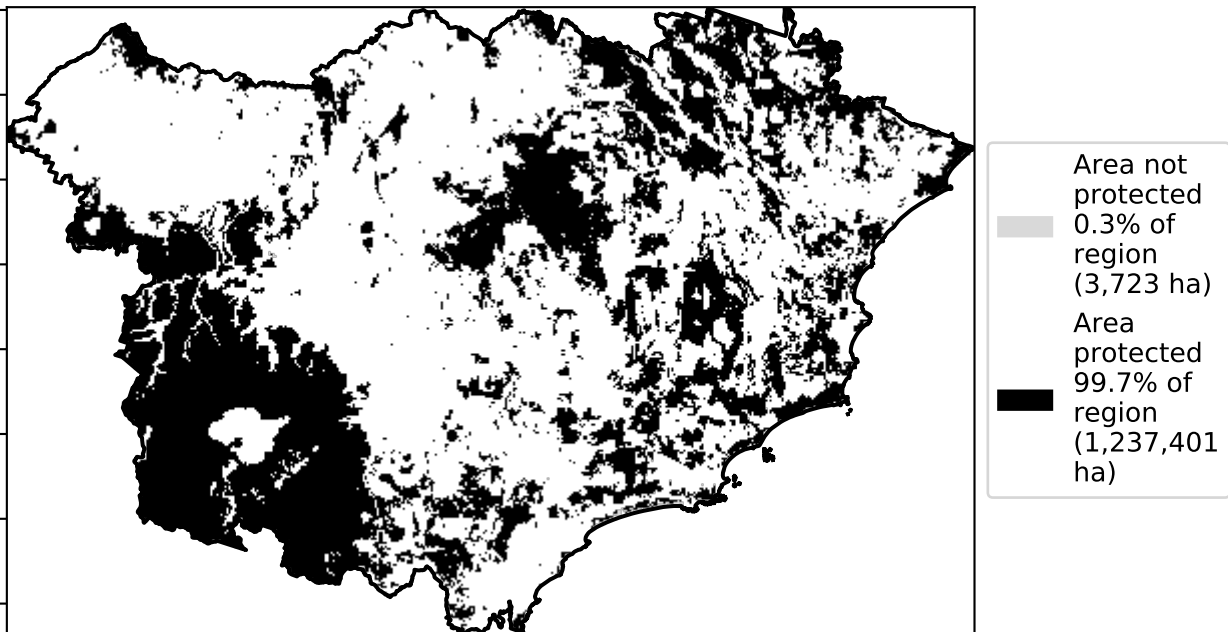 Area not
protected
0.3% of
region
(3,723 ha)
Area
protected
99.7% of
region
(1,237,401
ha)